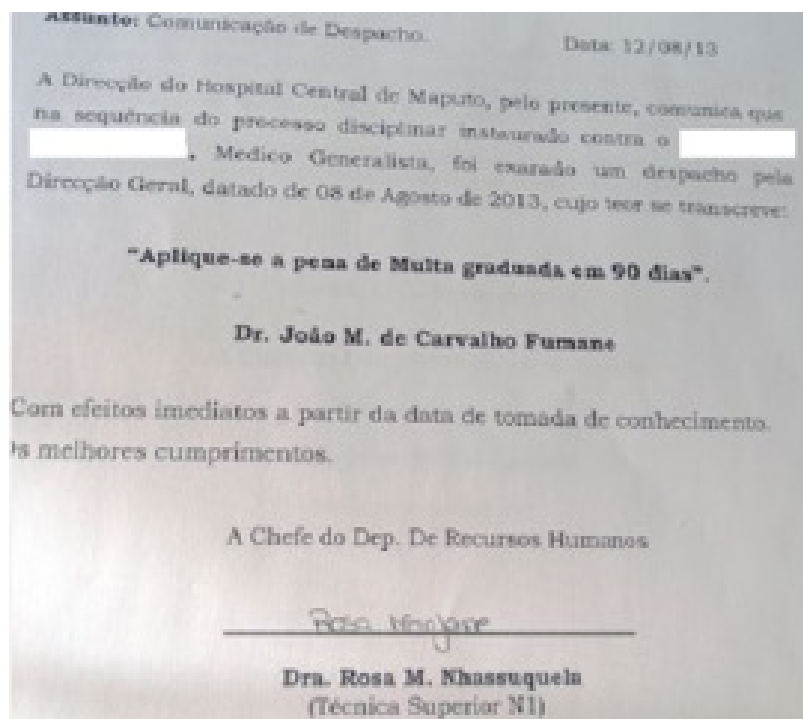 Assunto: Comunicação de Despacho.
Data: 12/08/13
A Direcção do Hospital Central de Maputo, pelo presente, comunica que
na sequência do processo disciplinar instaurado contra o
, Medico Generalista, foi exarado um despacho pela
Direcção Geral, datado de 08 de Agosto de 2013, cujo teor se transcreve:
"Aplique-se a pena de Multa graduada em 90 dias".
Dr. João M. de Carvalho Fumane
Com efeitos imediatos a partir da data de tomada de conhecimento.
Os melhores cumprimentos.
A Chefe do Dep. De Recursos Humanos
Rosa
Dra. Rosa M. Nhassuquela
(Técnica Superior N1)